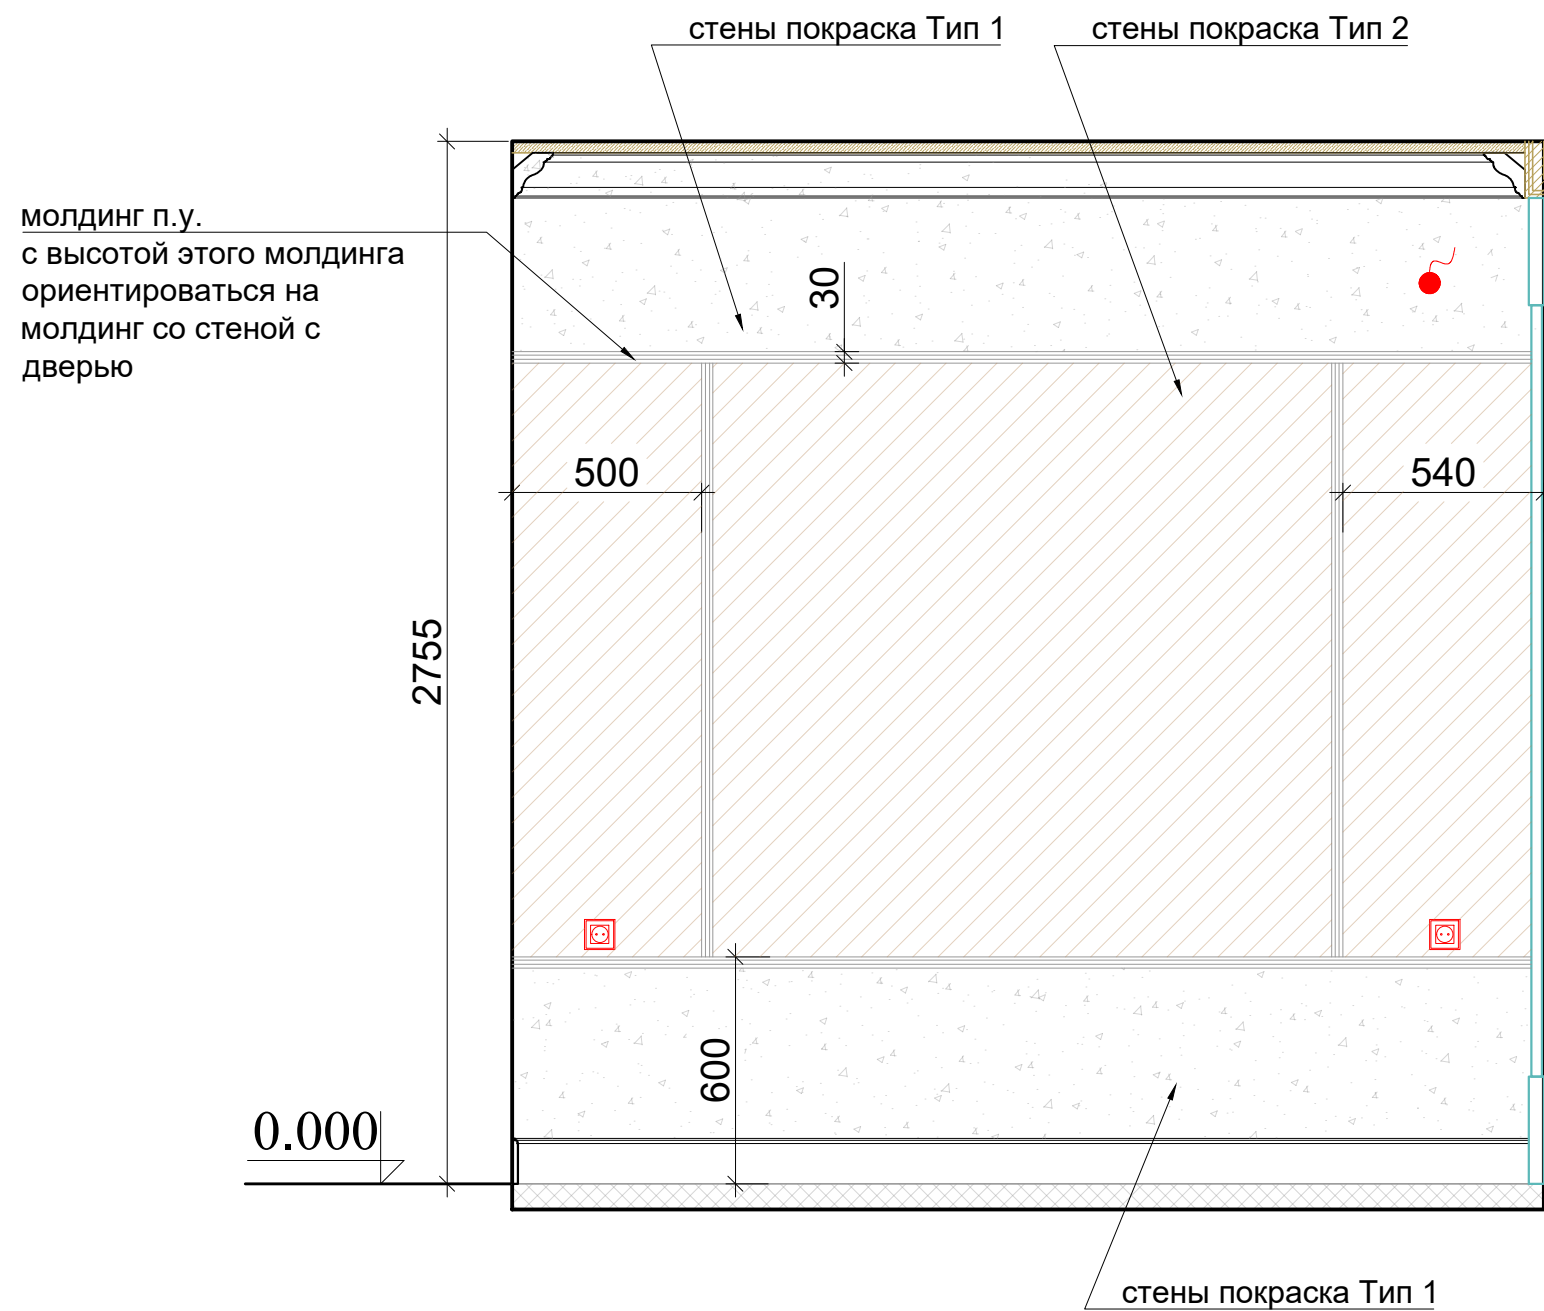 стены покраска Тип 1
стены покраска Тип 2
молдинг п.у.
с высотой этого молдинга
ориентироваться на
молдинг со стеной с
дверью
30
500
540
2755
600
0.000
стены покраска Тип 1